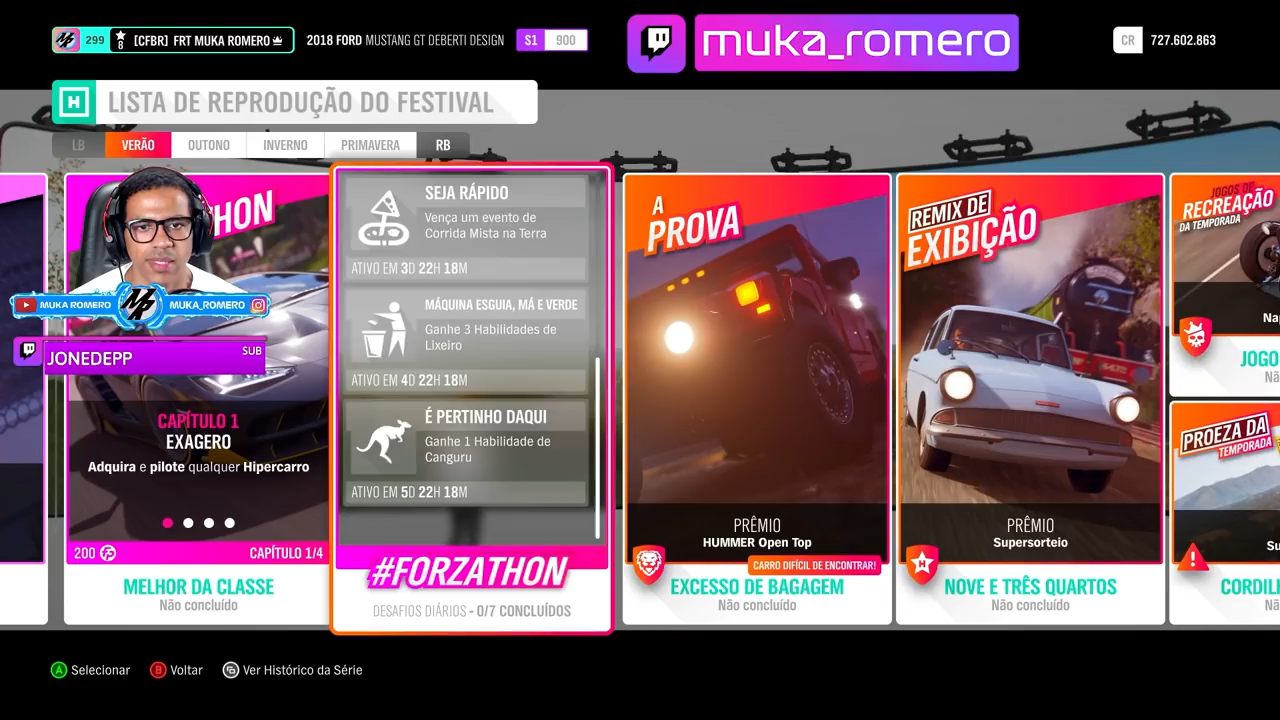 299
8
[CFBR] FRT MUKA ROMERO
2018 FORD MUSTANG GT DEBERTI DESIGN
S1 900
muka_romero
CR 727.602.863
H
LISTA DE REPRODUÇÃO DO FESTIVAL
LB
VERÃO
OUTONO
INVERNO
PRIMAVERA
RB
HON
MUKA ROMERO
MUKA_ROMERO
JONEDEPP
SUB
CAPÍTULO 1
EXAGERO
Adquira e pilote qualquer Hipercarro
200
CAPÍTULO 1/4
MELHOR DA CLASSE
Não concluído
SEJA RÁPIDO
Vença um evento de
Corrida Mista na Terra
ATIVO EM 3D 22H 18M
MÁQUINA ESGUIA, MÁ E VERDE
Ganhe 3 Habilidades de
Lixeiro
ATIVO EM 4D 22H 18M
É PERTINHO DAQUI
Ganhe 1 Habilidade de
Canguru
ATIVO EM 5D 22H 18M
#FORZATHON
DESAFIOS DIÁRIOS - 0/7 CONCLUÍDOS
A
PROVA
PRÊMIO
HUMMER Open Top
CARRO DIFÍCIL DE ENCONTRAR!
EXCESSO DE BAGAGEM
Não concluído
REMIX DE
EXIBIÇÃO
PRÊMIO
Supersorteio
NOVE E TRÊS QUARTOS
Não concluído
JOGOS DE
RECREAÇÃO
DA TEMPORADA
Na
JOGO
Nã
PROEZA DA
TEMPORADA
Su
CORDIL
Nã
A Selecionar
B Voltar
Ver Histórico da Série